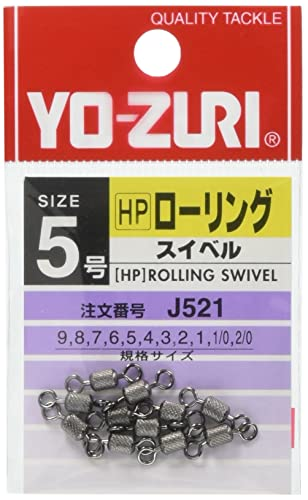 QUALITY TACKLE
YO-ZURI®
SIZE
5号
HP ローリング
スイベル
[HP]ROLLING SWIVEL
注文番号 J521
9,8,7,6,5,4,3,2,1,1/0,2/0
規格サイズ